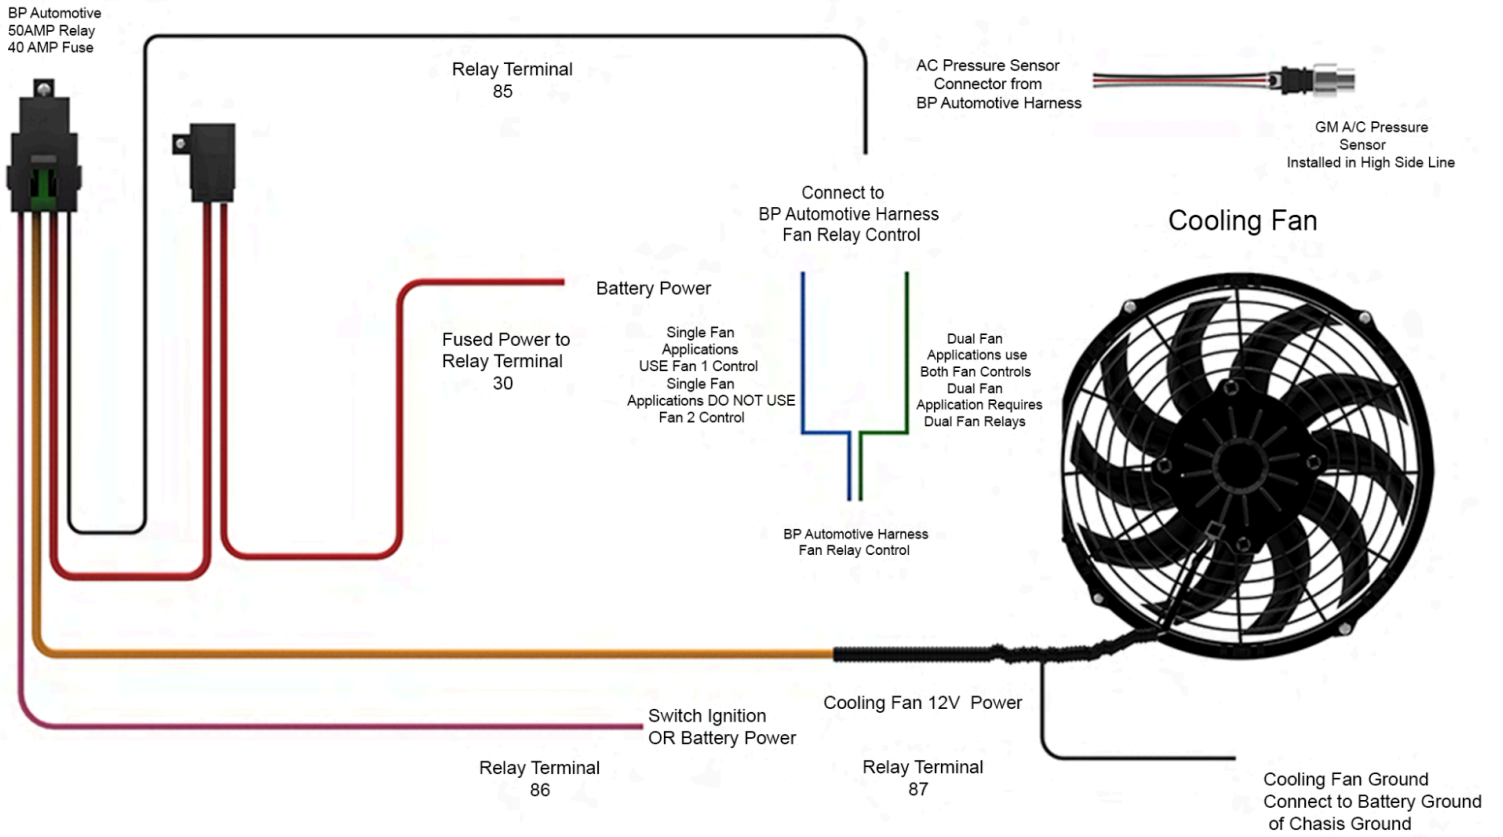 BP Automotive
50AMP Relay
40 AMP Fuse
Relay Terminal
85
AC Pressure Sensor
Connector from
BP Automotive Harness
GM A/C Pressure
Sensor
Installed in High Side Line
Connect to
BP Automotive Harness
Fan Relay Control
Cooling Fan
Battery Power
Fused Power to
Relay Terminal
30
Single Fan
Applications
USE Fan 1 Control
Single Fan
Applications DO NOT USE
Fan 2 Control
Dual Fan
Applications use
Both Fan Controls
Dual Fan
Application Requires
Dual Fan Relays
BP Automotive Harness
Fan Relay Control
Switch Ignition
OR Battery Power
Relay Terminal
86
Cooling Fan 12V Power
Relay Terminal
87
Cooling Fan Ground
Connect to Battery Ground
of Chasis Ground